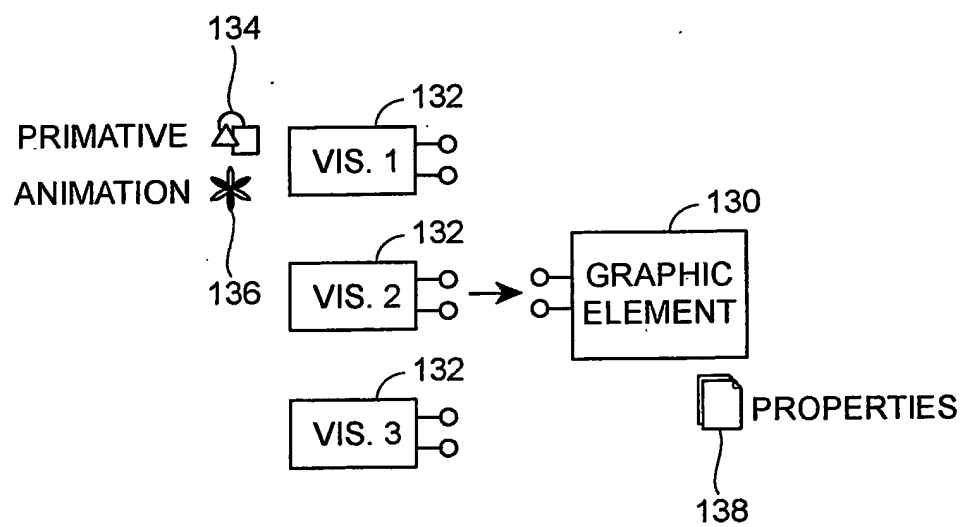 134
132
PRIMATIVE
VIS. 1
ANIMATION
132
130
136
VIS. 2
GRAPHIC
ELEMENT
132
VIS. 3
PROPERTIES
138